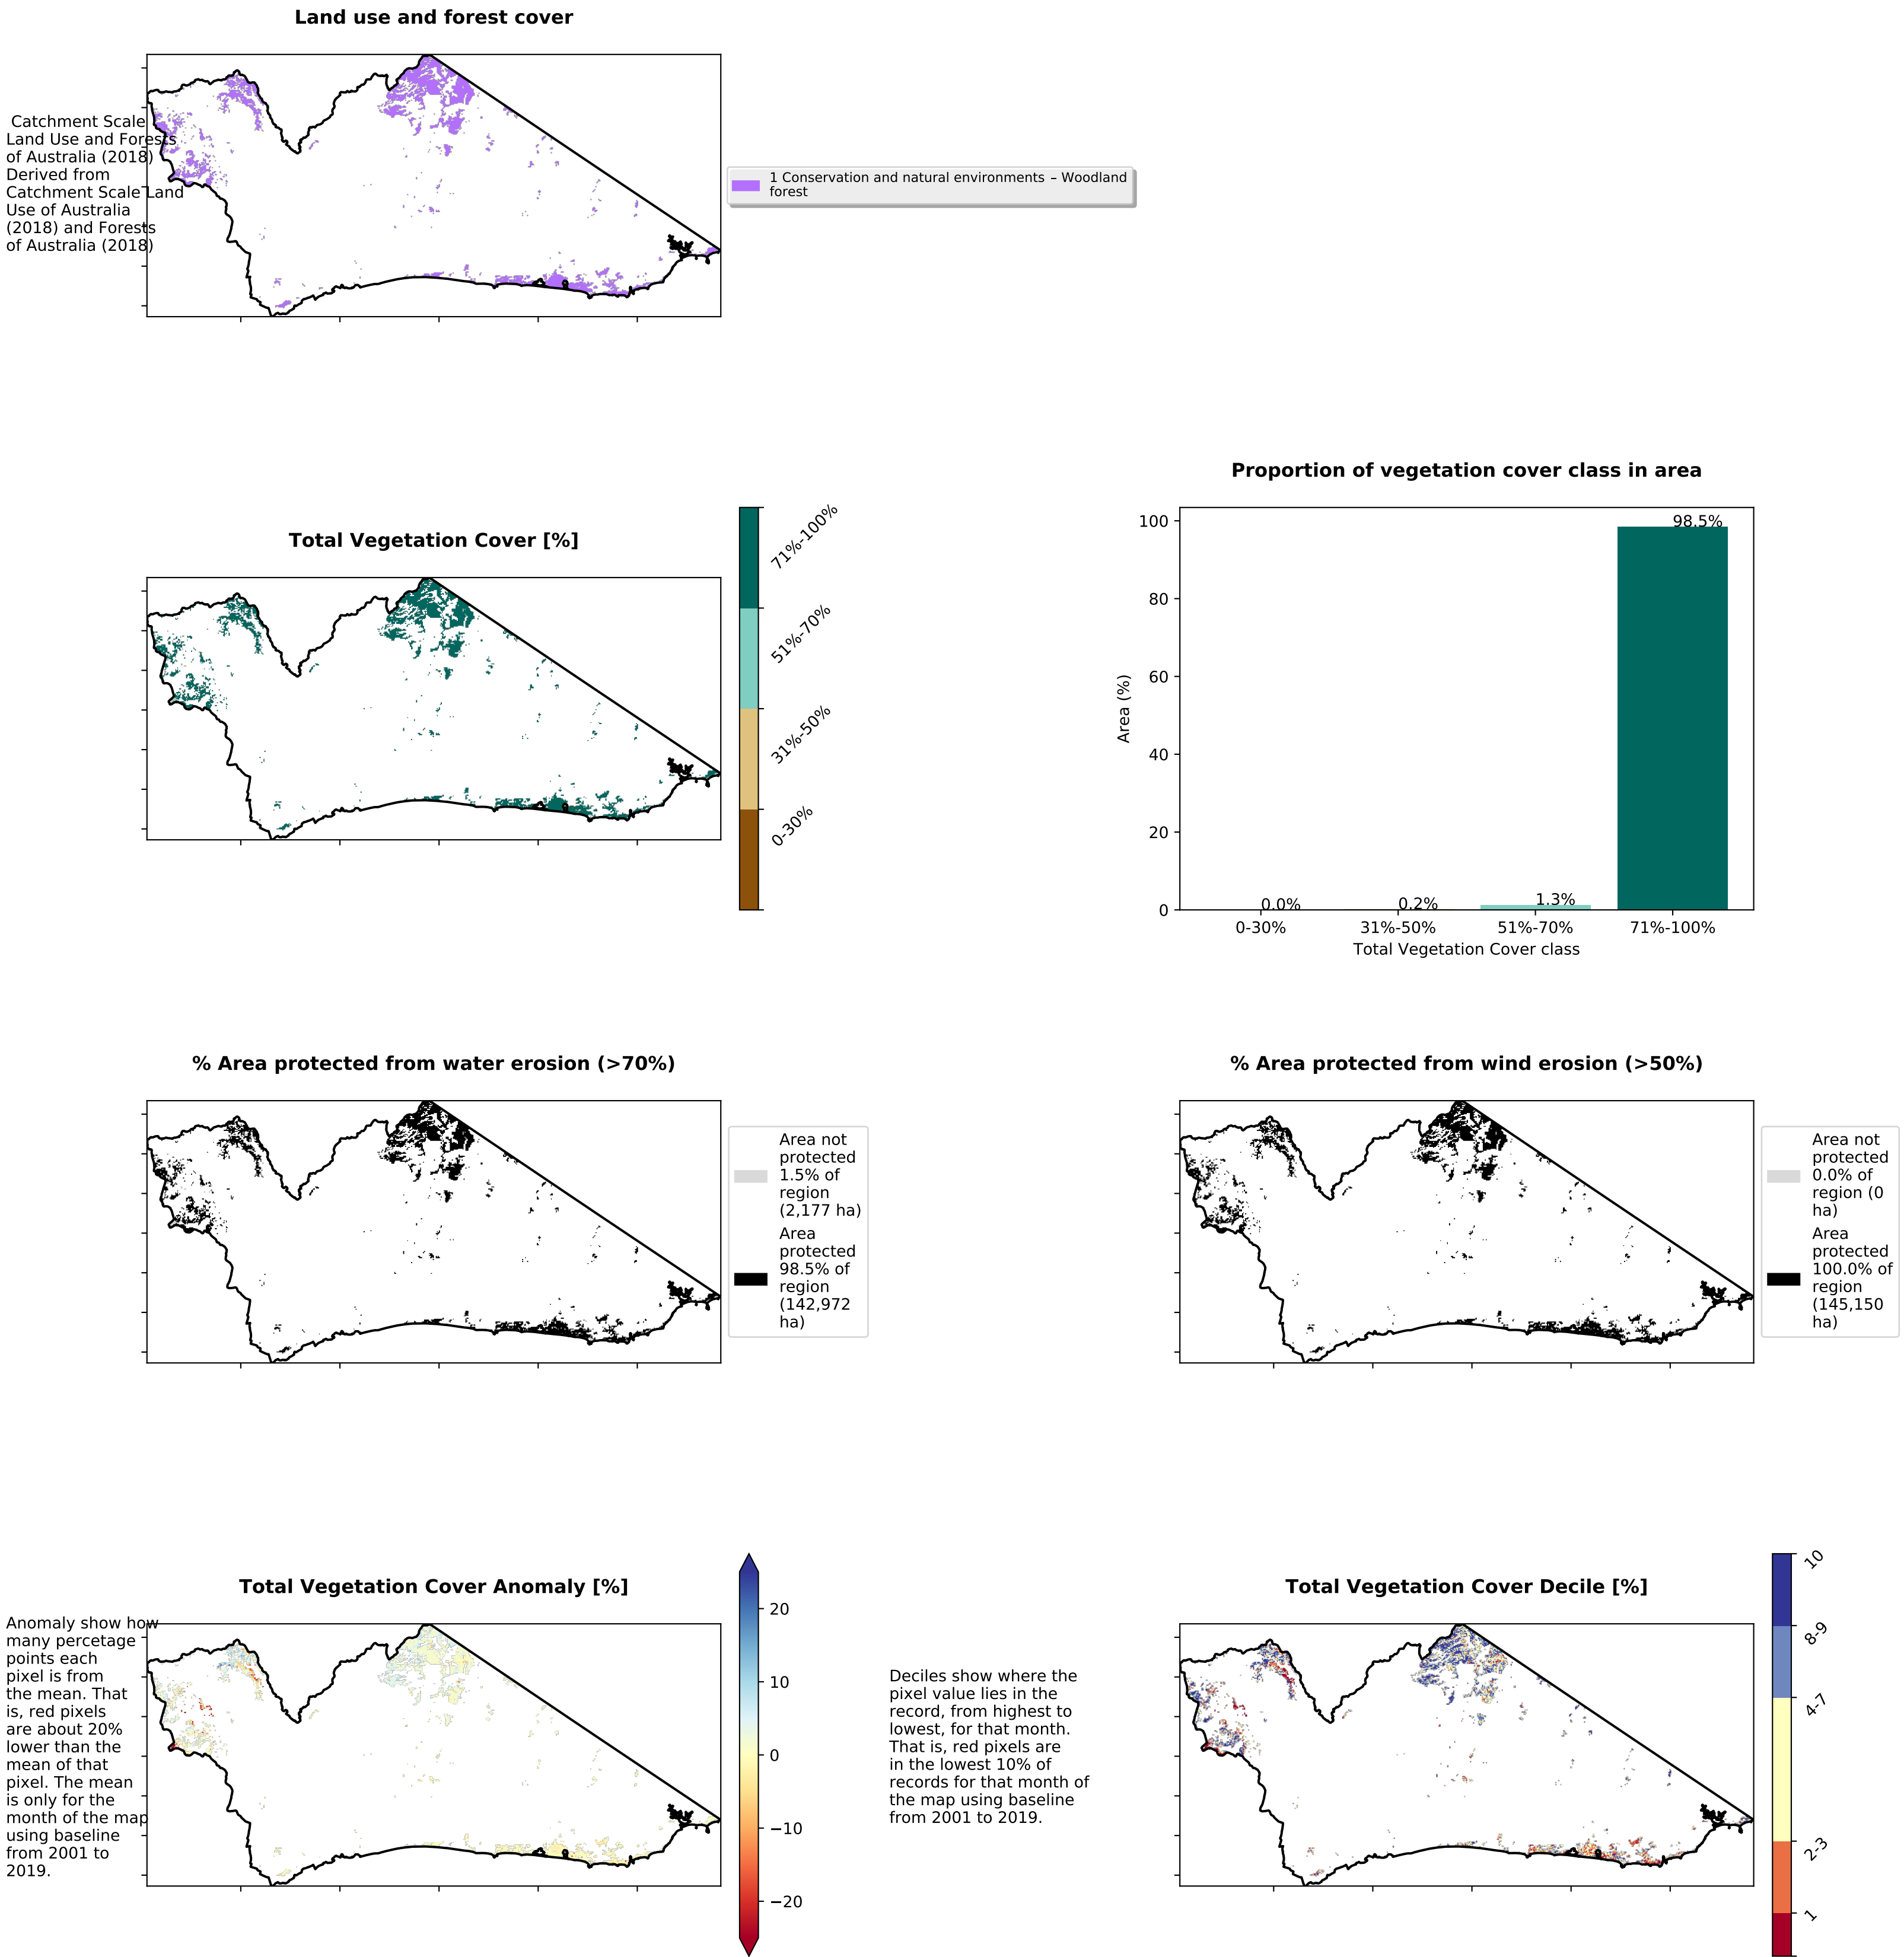 Land use and forest cover
Catchment Scale
Land Use and Forests
of Australia (2018)
Derived from
Catchment Scale Land
Use of Australia
(2018) and Forests
of Australia (2018)
1 Conservation and natural environments – Woodland
forest
Total Vegetation Cover [%]
71%-100%
51%-70%
31%-50%
0-30%
Proportion of vegetation cover class in area
100
80
60
40
20
0
Area (%)
0.0%
0.2%
1.3%
98.5%
0-30%
31%-50%
51%-70%
71%-100%
Total Vegetation Cover class
% Area protected from water erosion (>70%)
Area not
protected
1.5% of
region
(2,177 ha)
Area
protected
98.5% of
region
(142,972
ha)
% Area protected from wind erosion (>50%)
Area not
protected
0.0% of
region (0
ha)
Area
protected
100.0% of
region
(145,150
ha)
Total Vegetation Cover Anomaly [%]
Anomaly show how
many percetage
points each
pixel is from
the mean. That
is, red pixels
are about 20%
lower than the
mean of that
pixel. The mean
is only for the
month of the map
using baseline
from 2001 to
2019.
20
10
0
−10
−20
Deciles show where the
pixel value lies in the
record, from highest to
lowest, for that month.
That is, red pixels are
in the lowest 10% of
records for that month of
the map using baseline
from 2001 to 2019.
Total Vegetation Cover Decile [%]
10
8-9
4-7
2-3
1